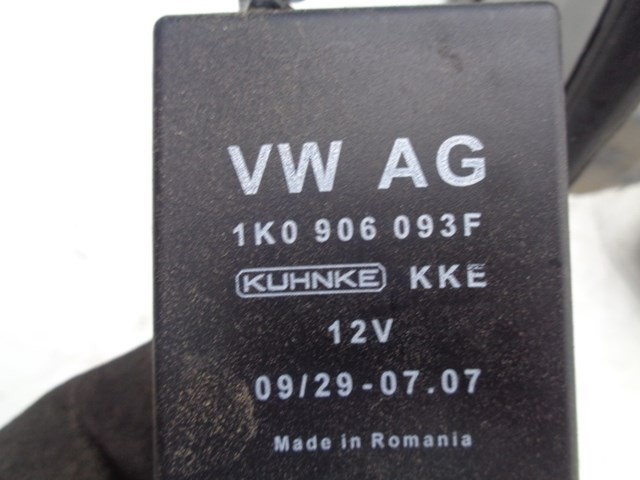 VW AG
1K0 906 093F
KUHNKE KKE
12V
09/29-07.07
Made in Romania